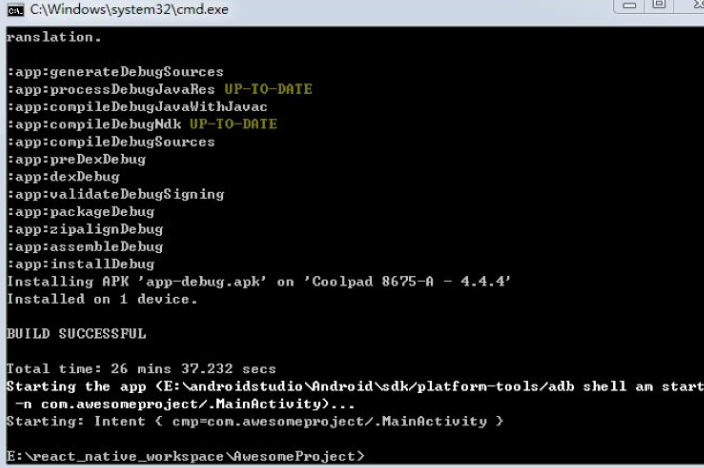 C:\Windows\system32\cmd.exe
ranslation.
:app:generateDebugSources
:app:processDebugJavaRes UP-TO-DATE
:app:compileDebugJavaWithJavac
:app:compileDebugNdk UP-TO-DATE
:app:compileDebugSources
:app:preDexDebug
:app:dexDebug
:app:validateDebugSigning
:app:packageDebug
:app:zipalignDebug
:app:assembleDebug
:app:installDebug
Installing APK 'app-debug.apk' on 'Coolpad 8675-A - 4.4.4'
Installed on 1 device.
BUILD SUCCESSFUL
Total time: 26 mins 37.232 secs
Starting the app (E:\androidstudio\Android\sdk/platform-tools/adb shell am start
-n com.awesomeproject/.MainActivity)...
Starting: Intent { cmp=com.awesomeproject/.MainActivity }
E:\react_native_workspace\AwesomeProject>